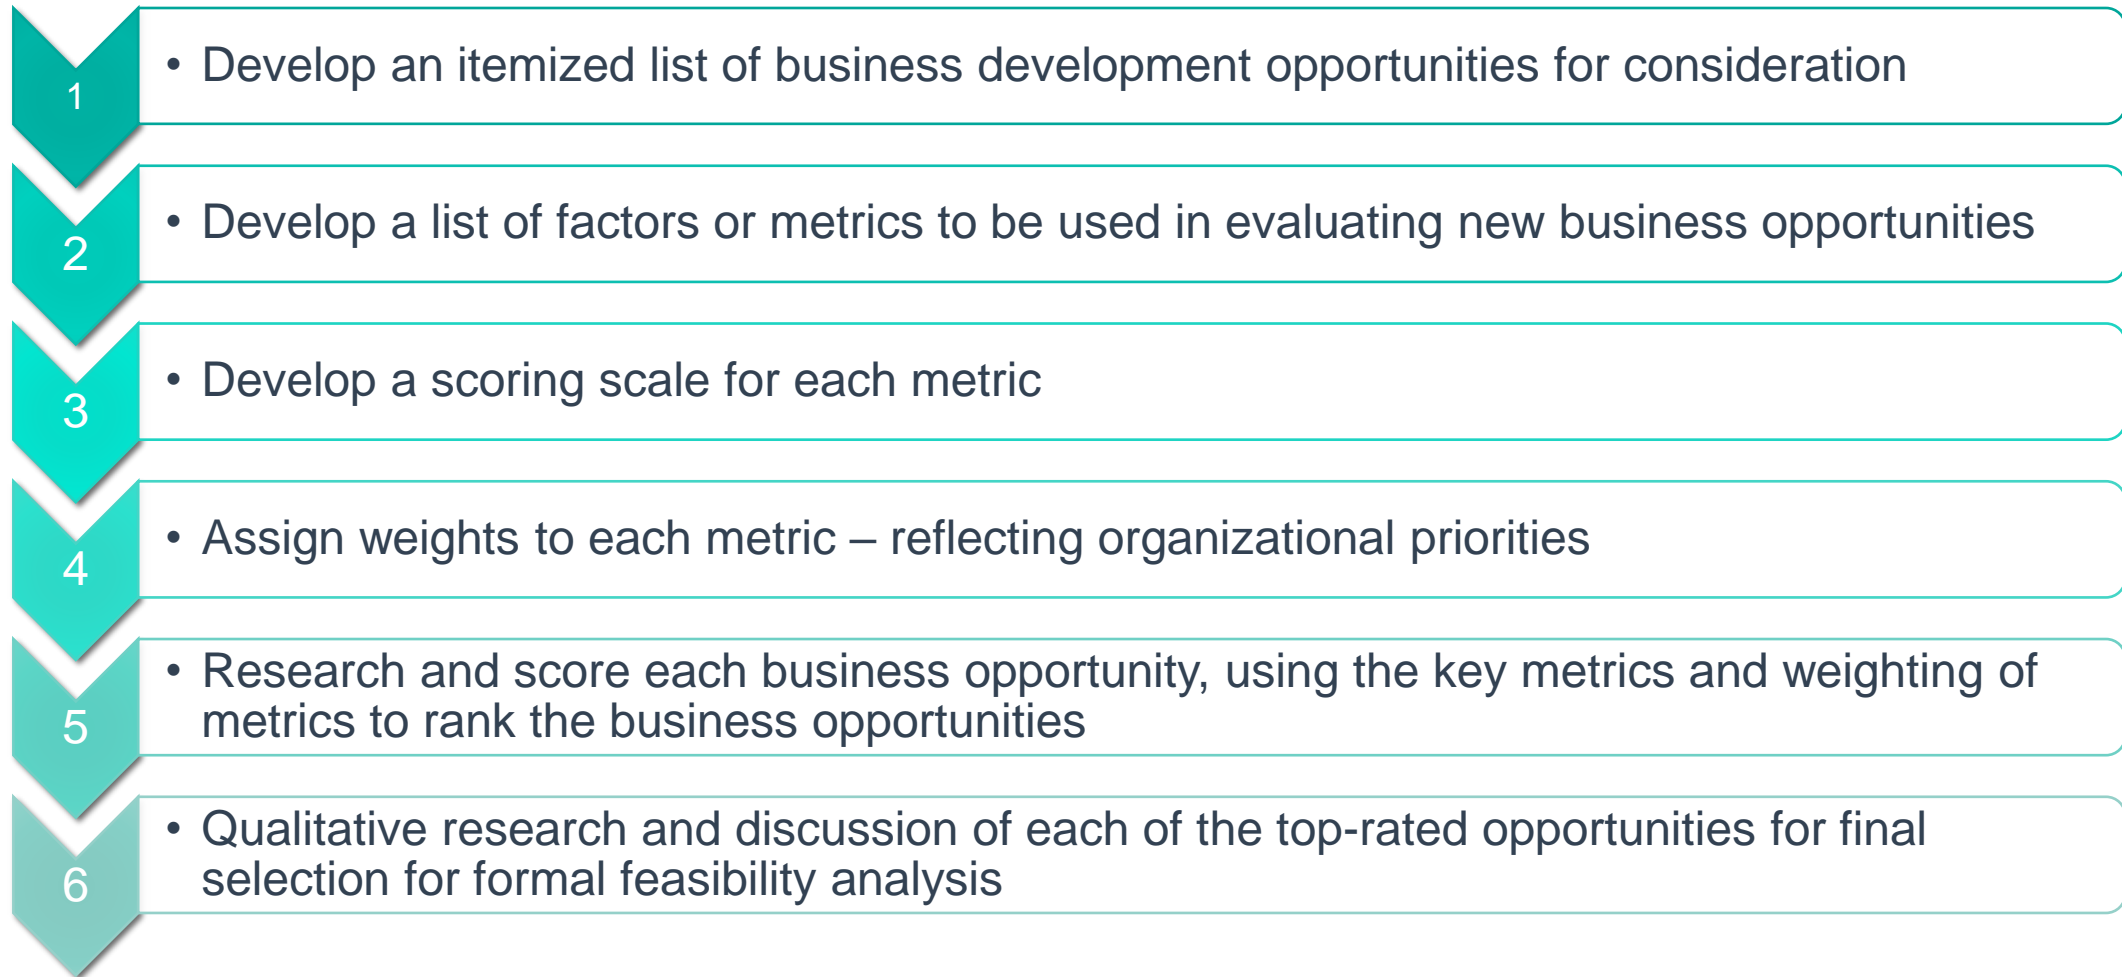 1
• Develop an itemized list of business development opportunities for consideration
2
• Develop a list of factors or metrics to be used in evaluating new business opportunities
3
• Develop a scoring scale for each metric
4
• Assign weights to each metric – reflecting organizational priorities
5
• Research and score each business opportunity, using the key metrics and weighting of
metrics to rank the business opportunities
6
• Qualitative research and discussion of each of the top-rated opportunities for final
selection for formal feasibility analysis